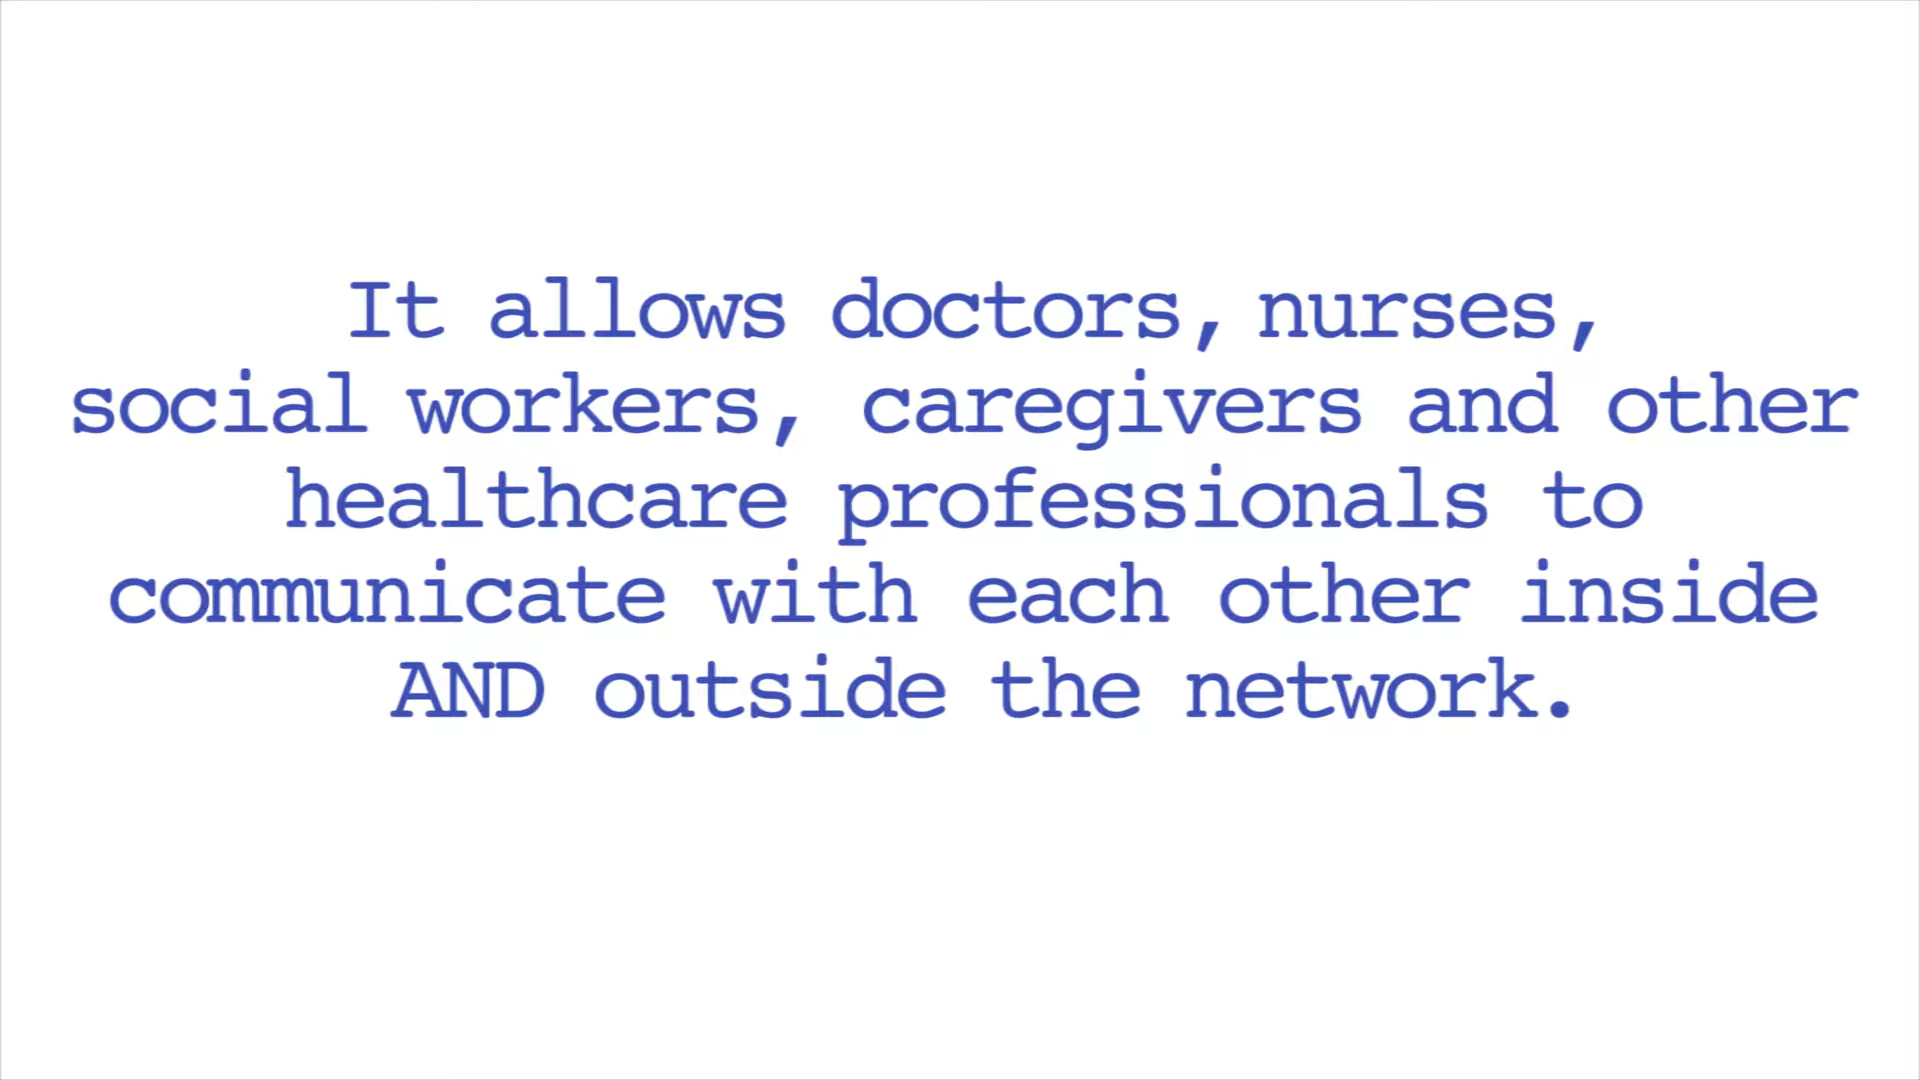 It allows doctors, nurses,
social workers, caregivers and other
healthcare professionals to
communicate with each other inside
AND outside the network.